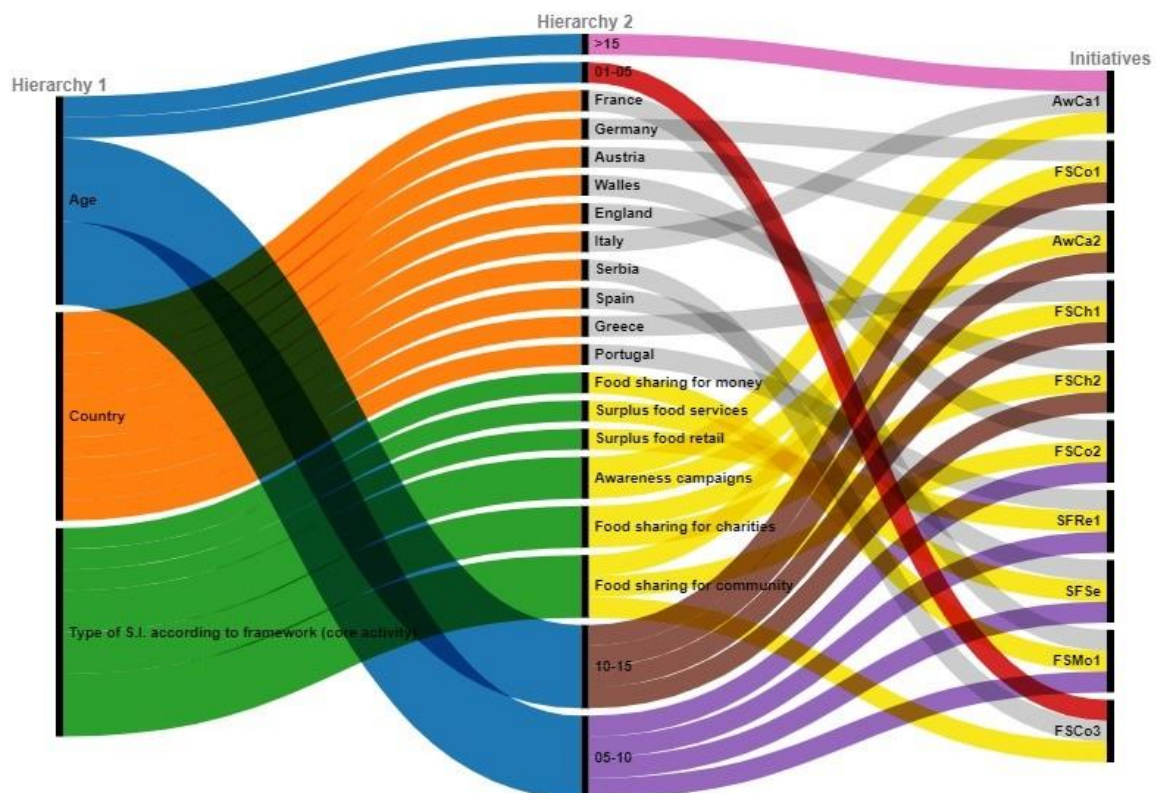 Hierarchy 1
Age
Country
Type of S.I. according to framework (core activity)
Hierarchy 2
>15
01-05
France
Germany
Austria
Walles
England
Italy
Serbia
Spain
Greece
Portugal
Food sharing for money
Surplus food services
Surplus food retail
Awareness campaigns
Food sharing for charities
Food sharing for community
10-15
05-10
Initiatives
AwCa1
FSCo1
AwCa2
FSCh1
FSCh2
FSCo2
SFRe1
SFSe
FSMo1
FSCo3